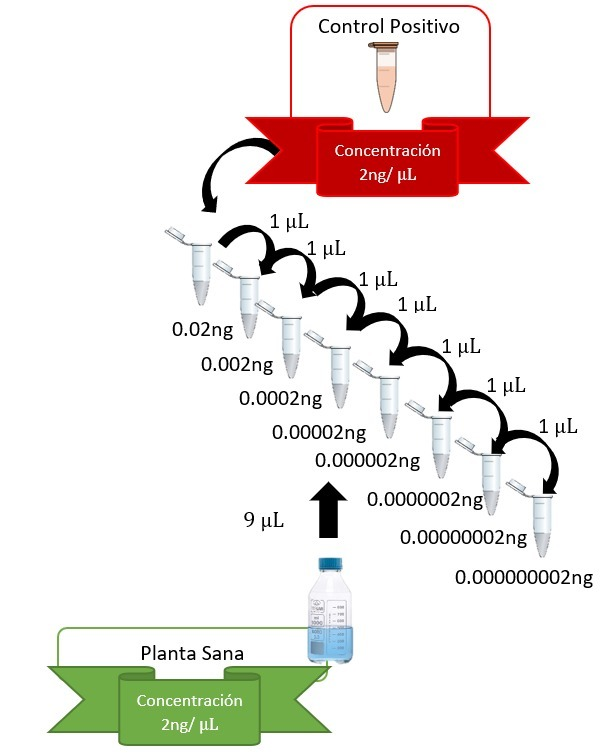 Control Positivo
Concentración
2ng/ μL
1 μL
1 μL
1 μL
1 μL
1 μL
1 μL
1 μL
0.02ng
0.002ng
0.0002ng
0.00002ng
0.000002ng
0.0000002ng
0.00000002ng
0.000000002ng
9 μL
Planta Sana
Concentración
2ng/ μL